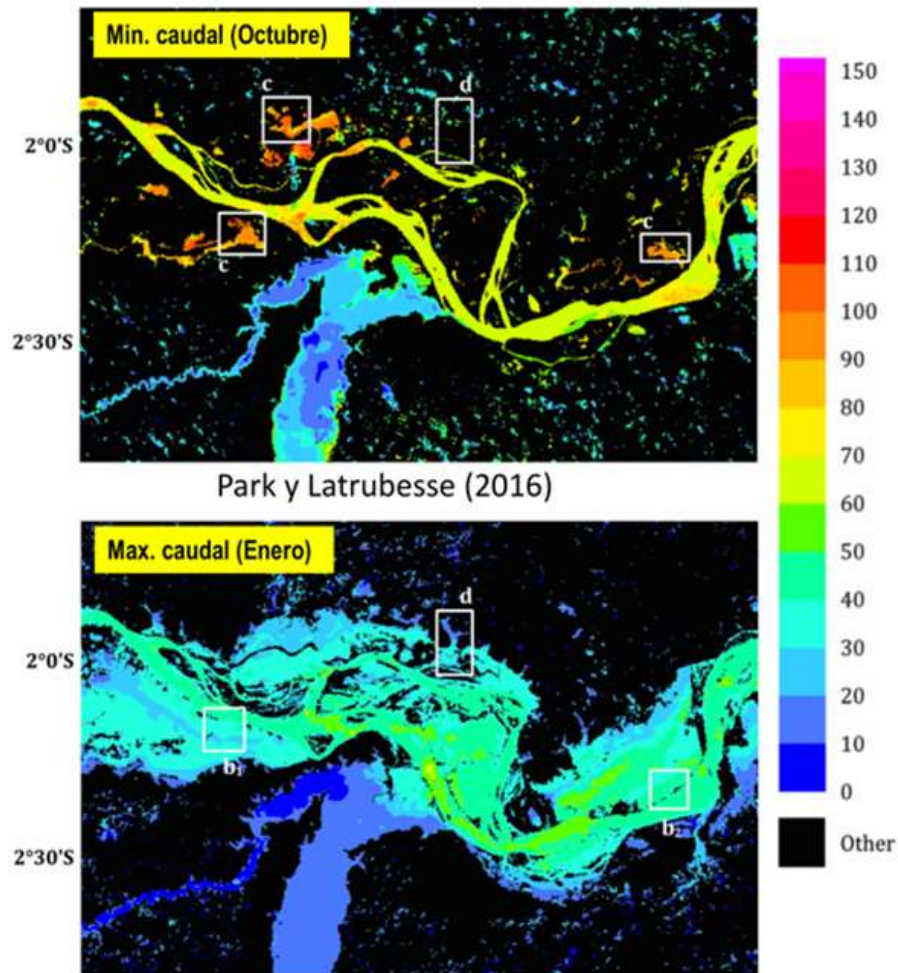 Min. caudal (Octubre)
c
d
2°0'S
c
c
2°30'S
Park y Latrubesse (2016)
Max. caudal (Enero)
d
2°0'S
b₁
b₂
2°30'S
150
140
130
120
110
100
90
80
70
60
50
40
30
20
10
0
Other